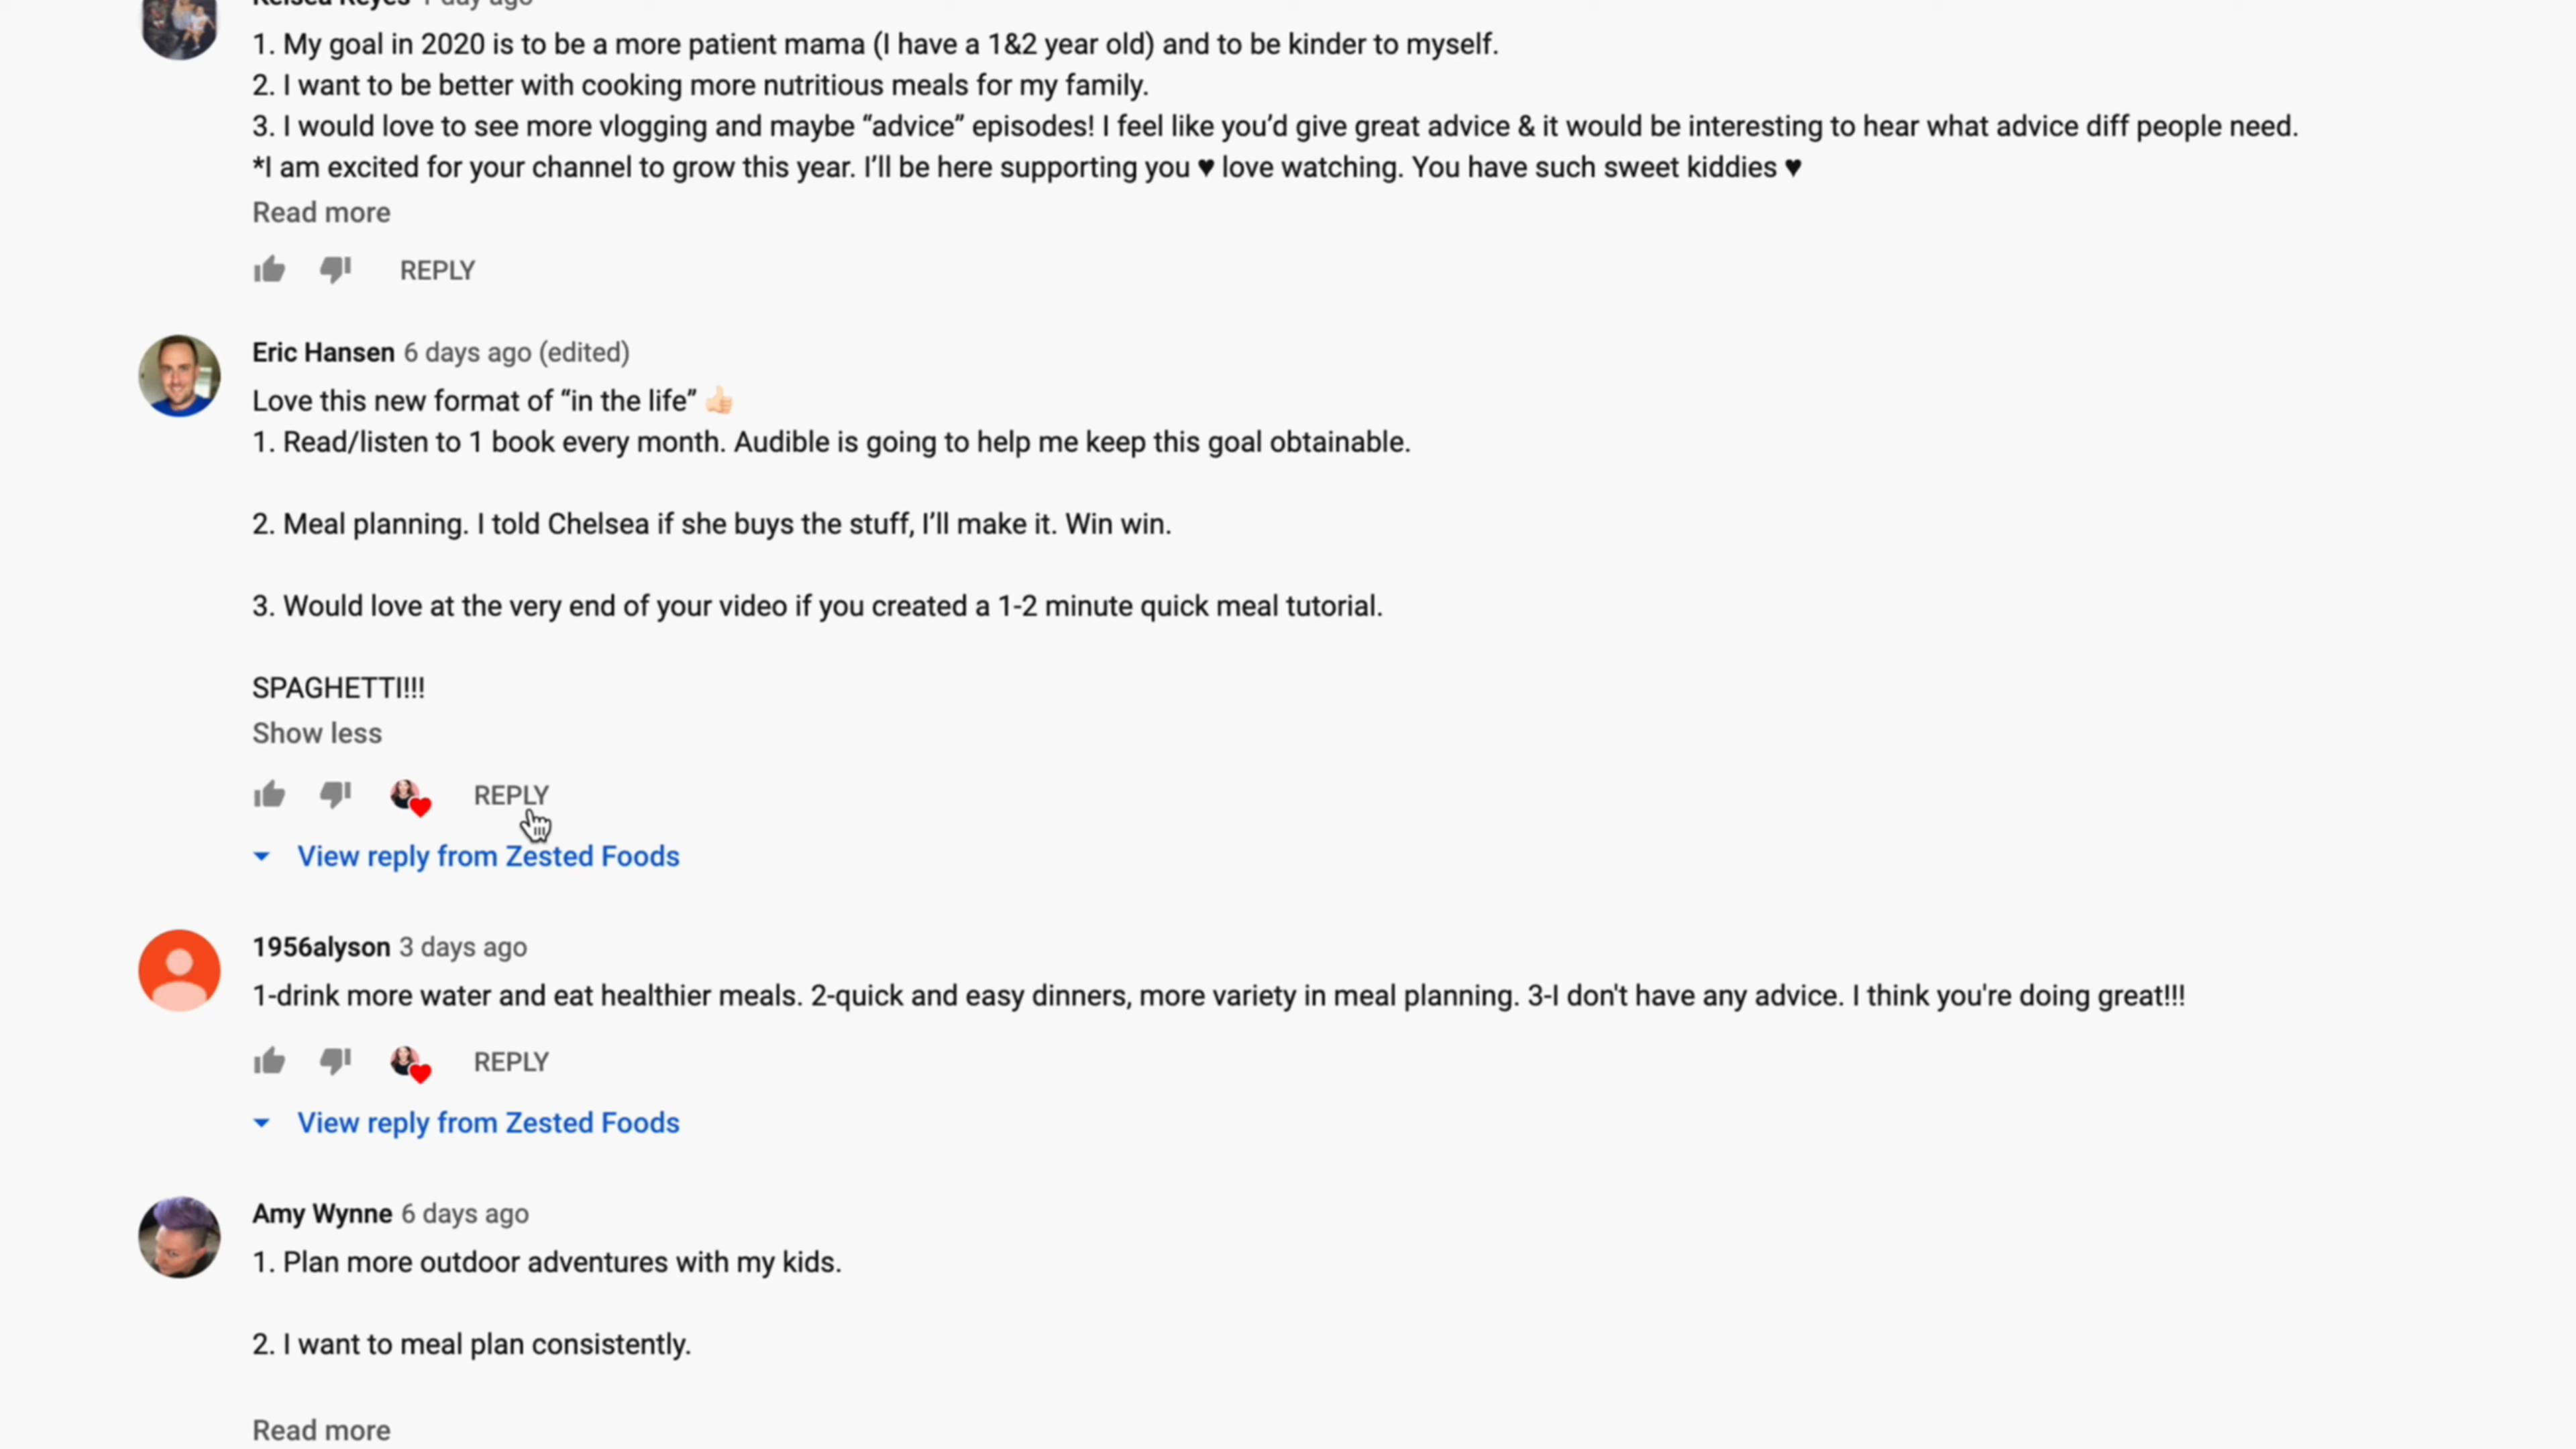 Kelsea Reyes 1 day ago
1. My goal in 2020 is to be a more patient mama (I have a 1&2 year old) and to be kinder to myself.
2. I want to be better with cooking more nutritious meals for my family.
3. I would love to see more vlogging and maybe “advice” episodes! I feel like you’d give great advice & it would be interesting to hear what advice diff people need.
*I am excited for your channel to grow this year. I’ll be here supporting you ♥ love watching. You have such sweet kiddies ♥
Read more
REPLY
Eric Hansen 6 days ago (edited)
Love this new format of “in the life” 👍🏻
1. Read/listen to 1 book every month. Audible is going to help me keep this goal obtainable.
2. Meal planning. I told Chelsea if she buys the stuff, I’ll make it. Win win.
3. Would love at the very end of your video if you created a 1-2 minute quick meal tutorial.
SPAGHETTI!!!
Show less
REPLY
View reply from Zested Foods
1956alyson 3 days ago
1-drink more water and eat healthier meals. 2-quick and easy dinners, more variety in meal planning. 3-I don't have any advice. I think you're doing great!!!
REPLY
View reply from Zested Foods
Amy Wynne 6 days ago
1. Plan more outdoor adventures with my kids.
2. I want to meal plan consistently.
Read more